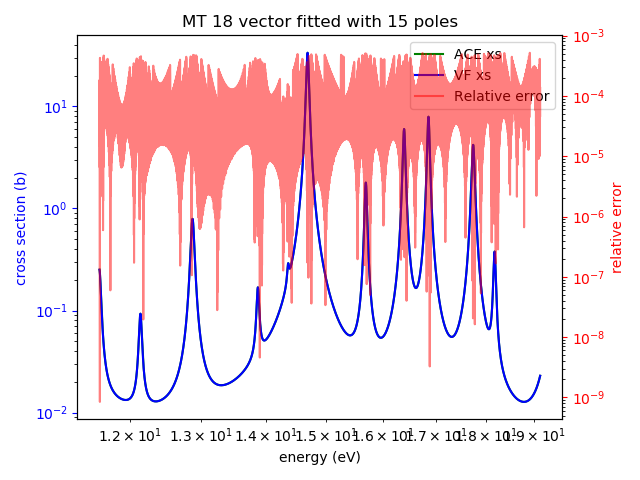 MT 18 vector fitted with 15 poles
ACE xs
VF xs
Relative error
cross section (b)
10¹
10⁰
10⁻¹
10⁻²
10⁻³
10⁻⁴
10⁻⁵
10⁻⁶
10⁻⁷
10⁻⁸
10⁻⁹
relative error
1.2 × 10¹ 1.3 × 10¹ 1.4 × 10¹ 1.5 × 10¹ 1.6 × 10¹ 1.7 × 10¹ 1.8 × 10¹ 1.9 × 10¹
energy (eV)